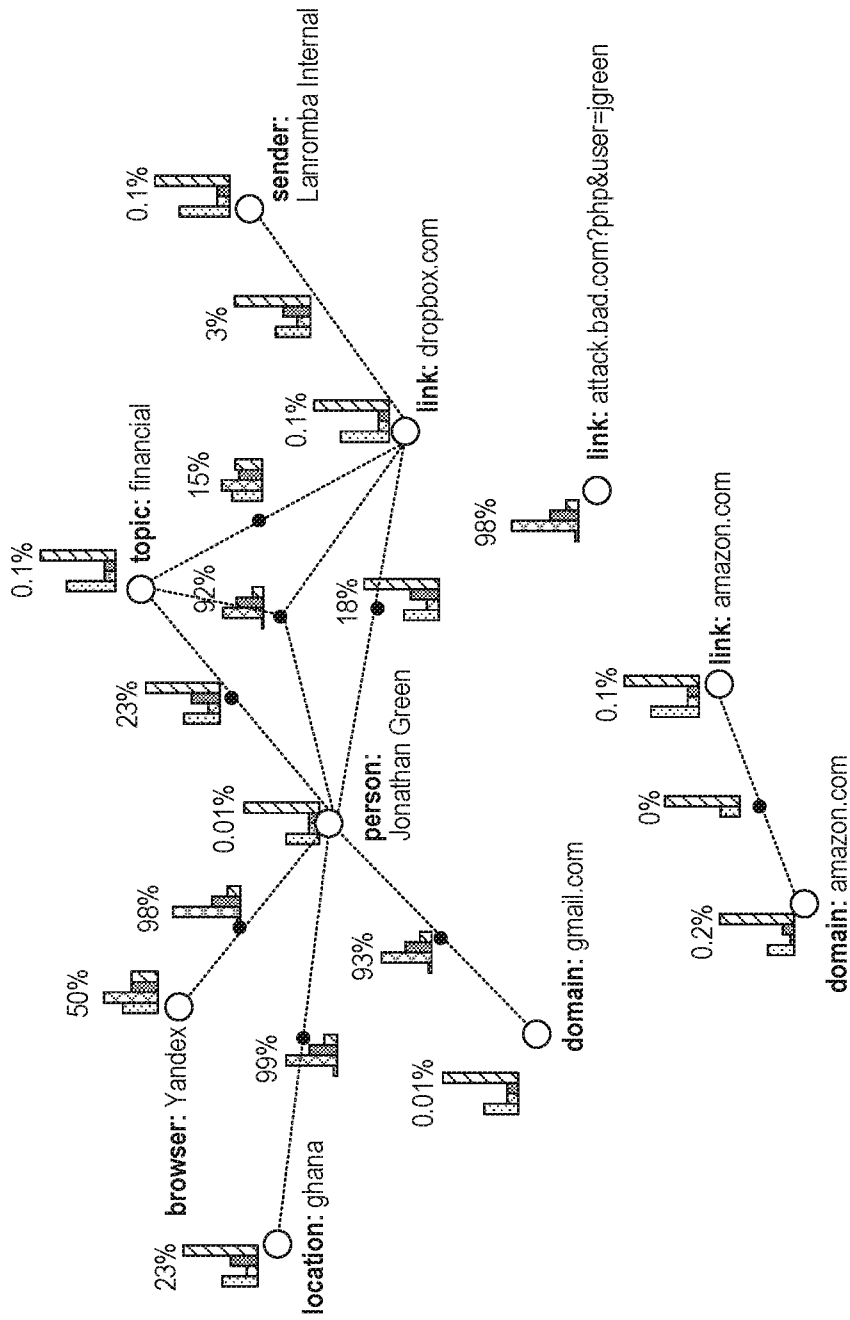 23%
location: ghana
50%
browser: Yandex
98%
99%
0.01%
person:
Jonathan Green
93%
0.01%
domain: gmail.com
23%
0.1%
topic: financial
92%
15%
18%
0.1%
link: dropbox.com
3%
0.1%
sender:
Lanromba Internal
98%
link: attack.bad.com?php&user=jgreen
0.2%
domain: amazon.com
0%
0.1%
link: amazon.com